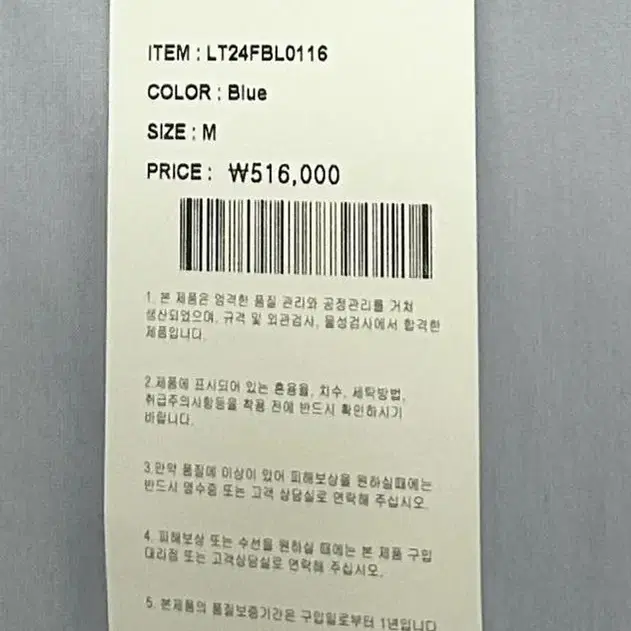 ITEM : LT24FBL0116
COLOR : Blue
SIZE : M
PRICE : ₩516,000
1. 본 제품은 엄격한 품질 관리와 공정관리를 거쳐
생산되었으며, 규격 및 외관검사, 물성검사에서 합격한
제품입니다.
2.제품에 표시되어 있는 혼용율, 치수, 세탁방법,
취급주의사항등을 착용 전에 반드시 확인하시기
바랍니다.
3.만약 품질에 이상이 있어 피해보상을 원하실때에는
반드시 영수증 또는 고객 상담실로 연락해 주십시오.
4. 피해보상 또는 수선을 원하실 때에는 본 제품 구입
대리점 또는 고객상담실로 연락해 주십시오.
5. 본제품의 품질보증기간은 구입일로부터 1년입니다